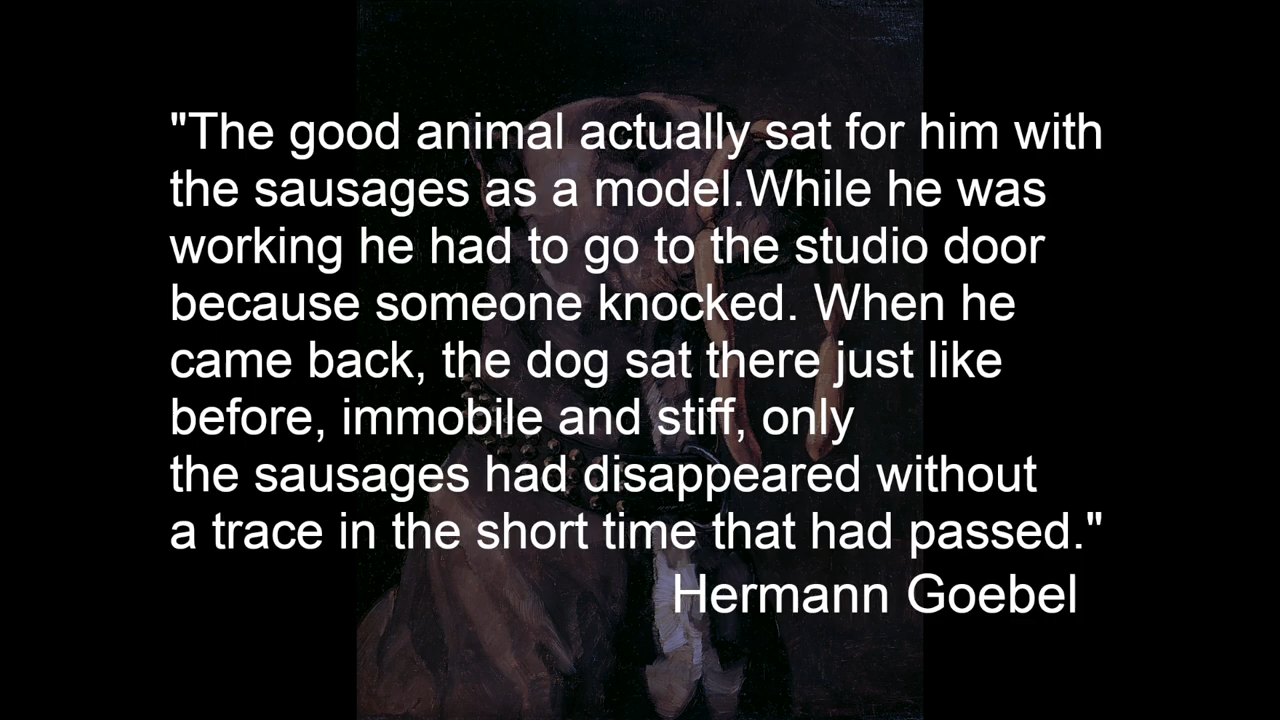 "The good animal actually sat for him with
the sausages as a model.While he was
working he had to go to the studio door
because someone knocked. When he
came back, the dog sat there just like
before, immobile and stiff, only
the sausages had disappeared without
a trace in the short time that had passed."
Hermann Goebel